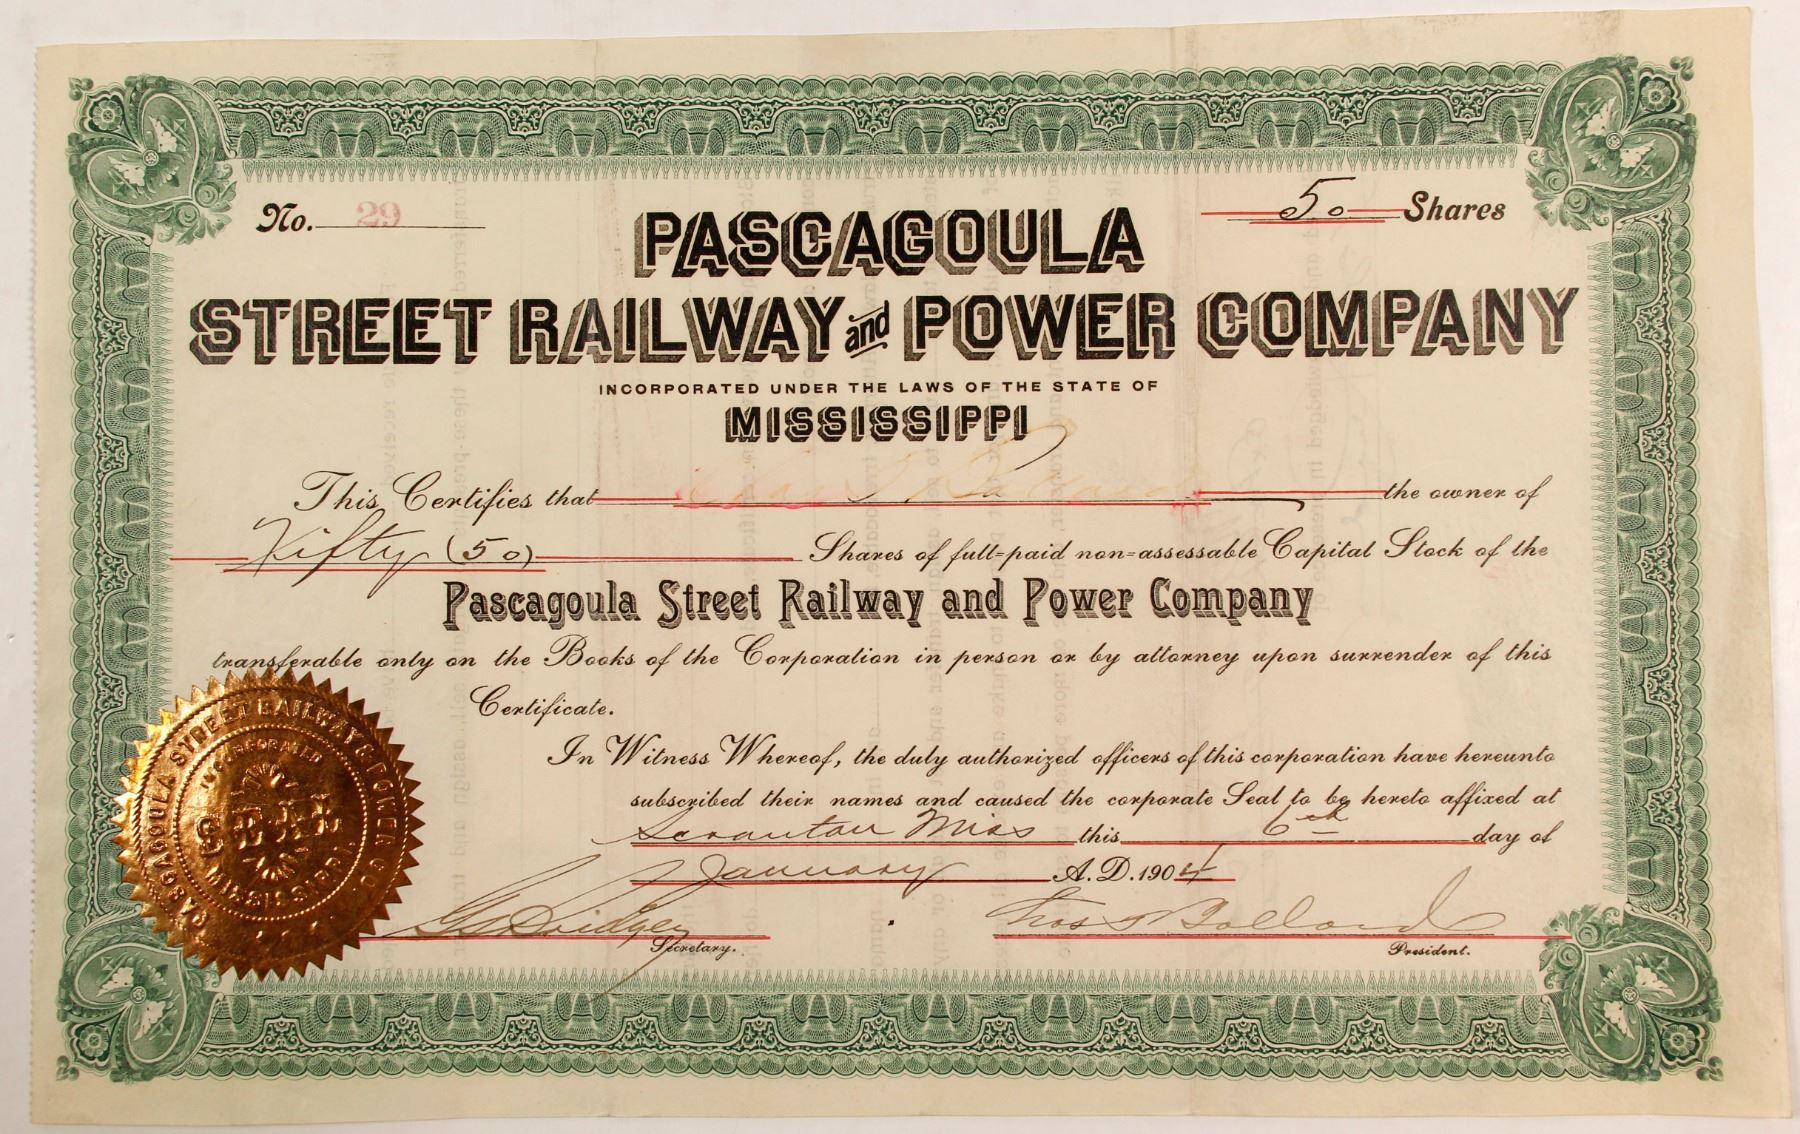 No. 29
50 Shares
PASCAGOULA
STREET RAILWAY and POWER COMPANY
INCORPORATED UNDER THE LAWS OF THE STATE OF
MISSISSIPPI
This Certifies that the owner of
Fifty (50) Shares of full-paid non-assessable Capital Stock of the
Pascagoula Street Railway and Power Company
transferable only on the Books of the Corporation in person or by attorney upon surrender of this
Certificate.
In Witness Whereof, the duly authorized officers of this corporation have hereunto
subscribed their names and caused the corporate Seal to be hereto affixed at
Scranton Miss this 6th day of
January A.D. 1904
Secretary.
Thos S Bolland
President.
PASCAGOULA STREET RAILWAY & POWER CO.
INCORPORATED
SEAL
MISSISSIPPI